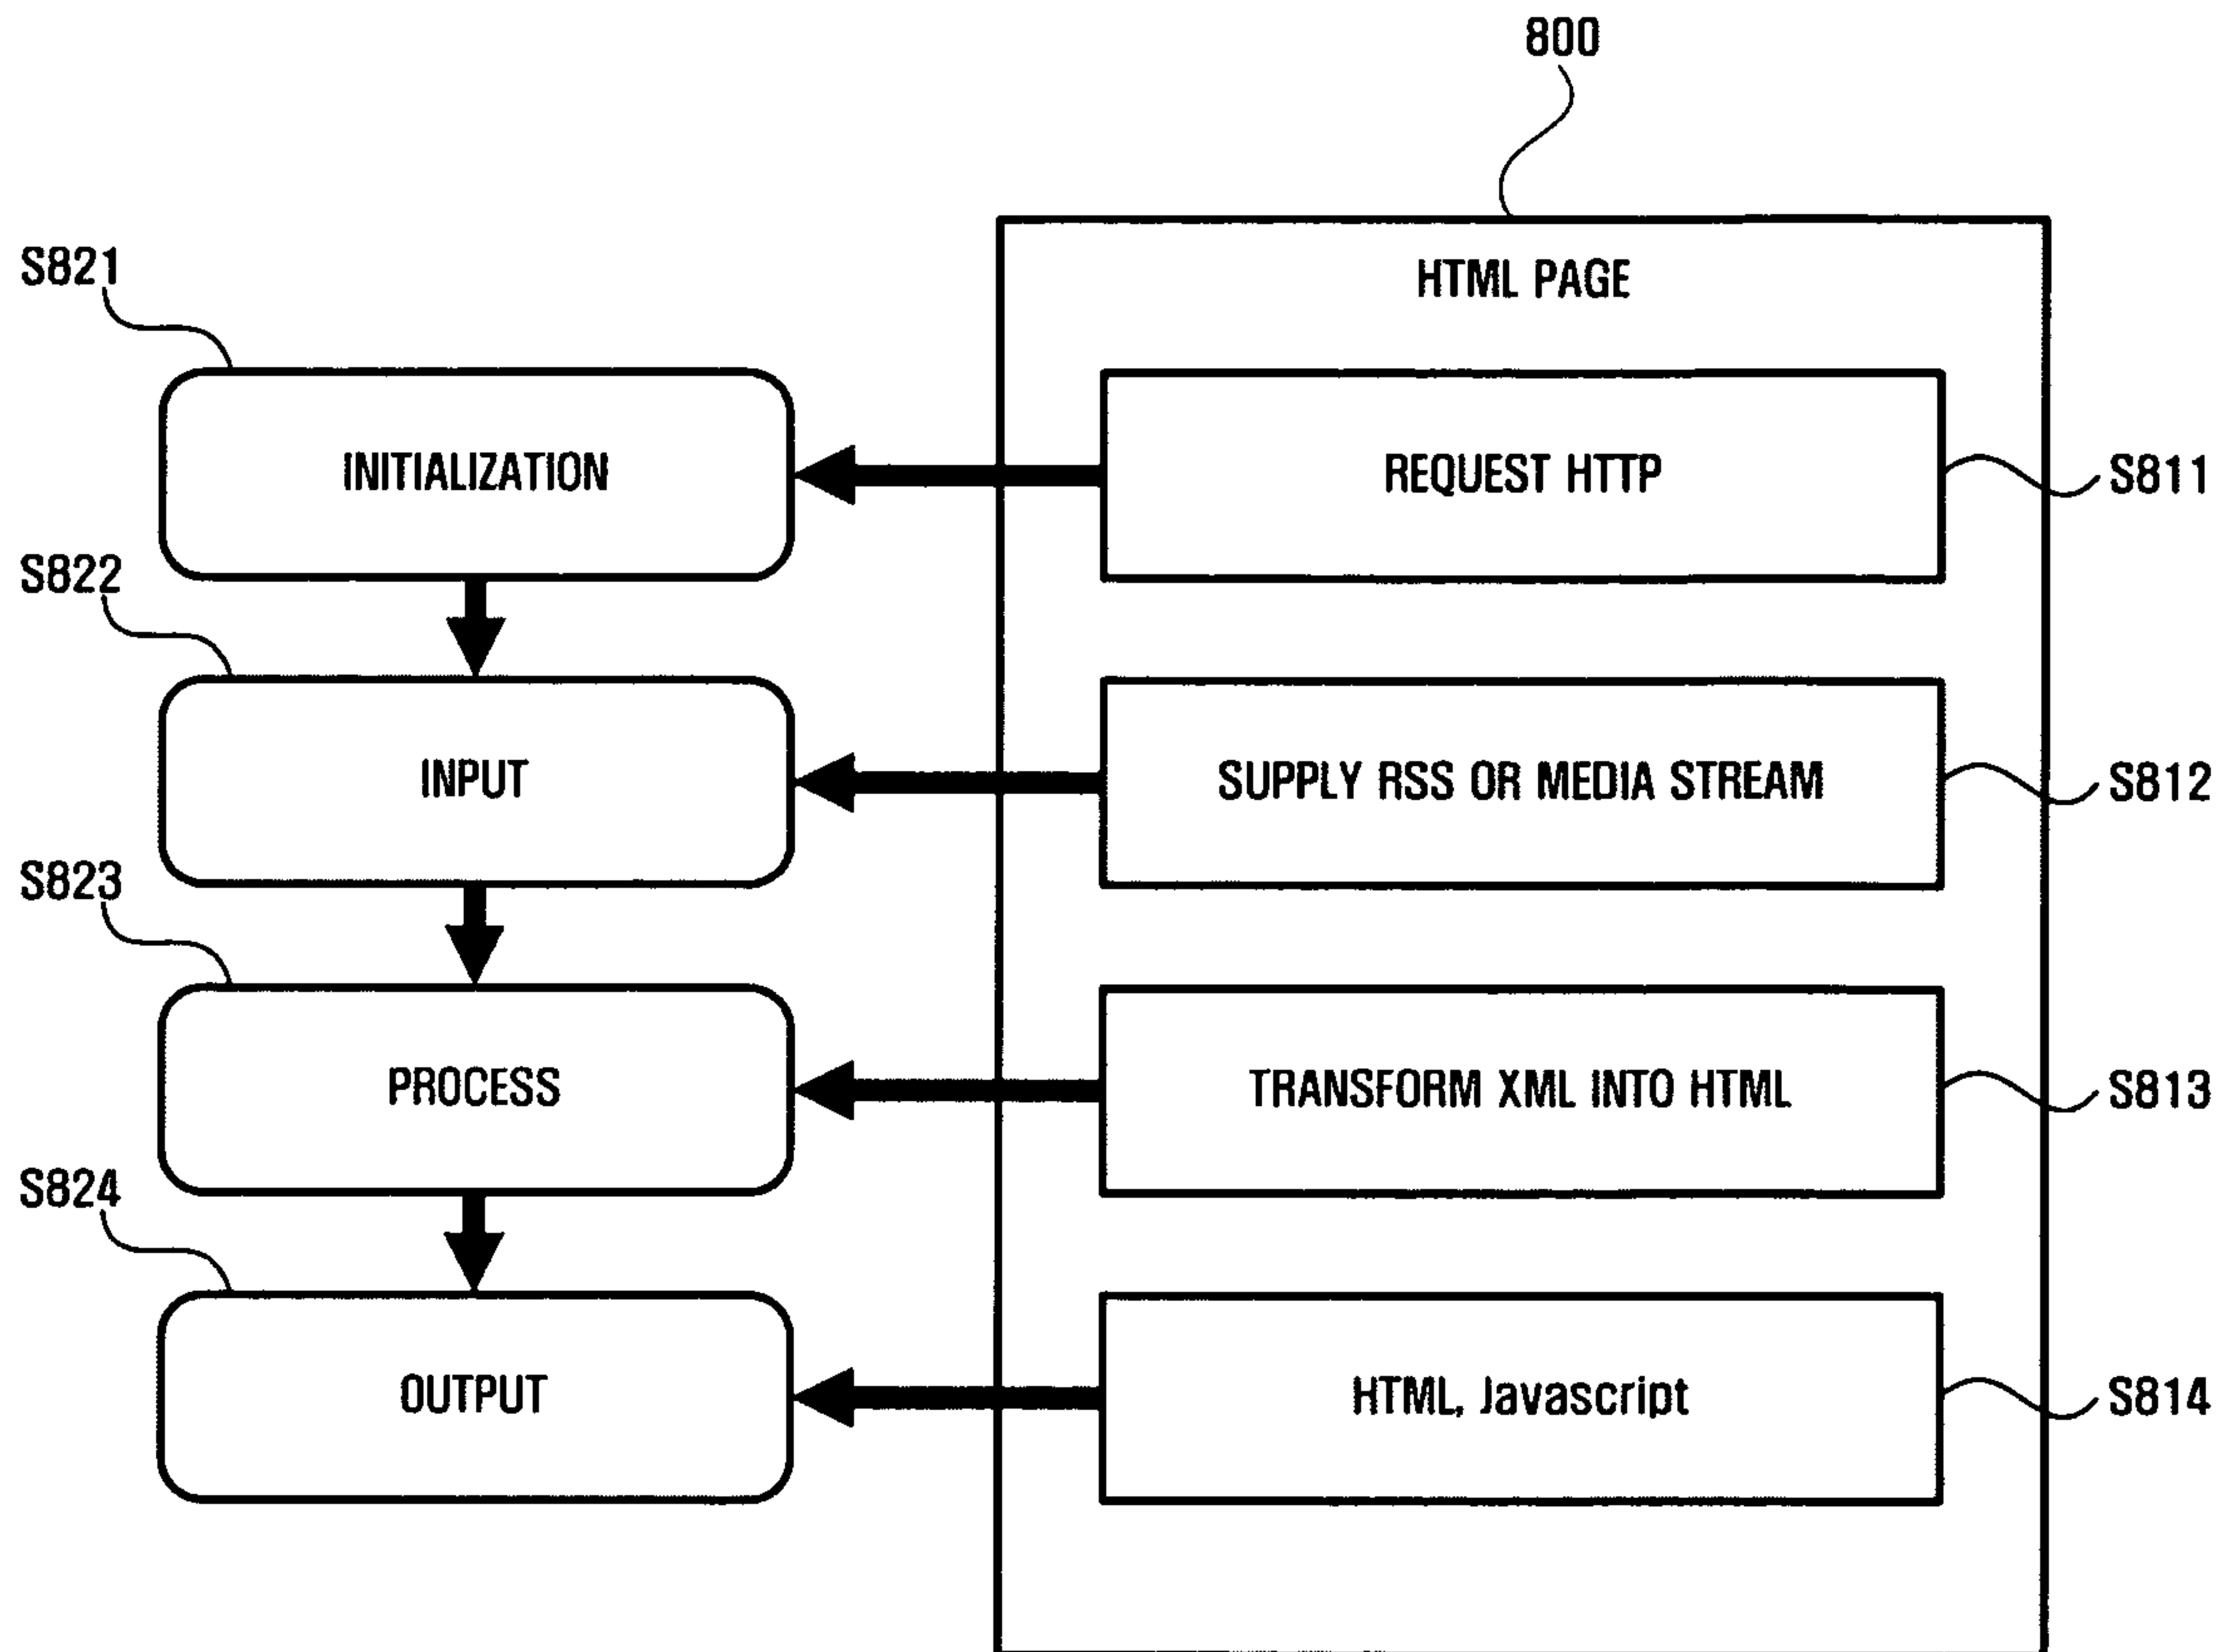 800
HTML PAGE
S821
INITIALIZATION
REQUEST HTTP
S811
S822
INPUT
SUPPLY RSS OR MEDIA STREAM
S812
S823
PROCESS
TRANSFORM XML INTO HTML
S813
S824
OUTPUT
HTML, Javascript
S814